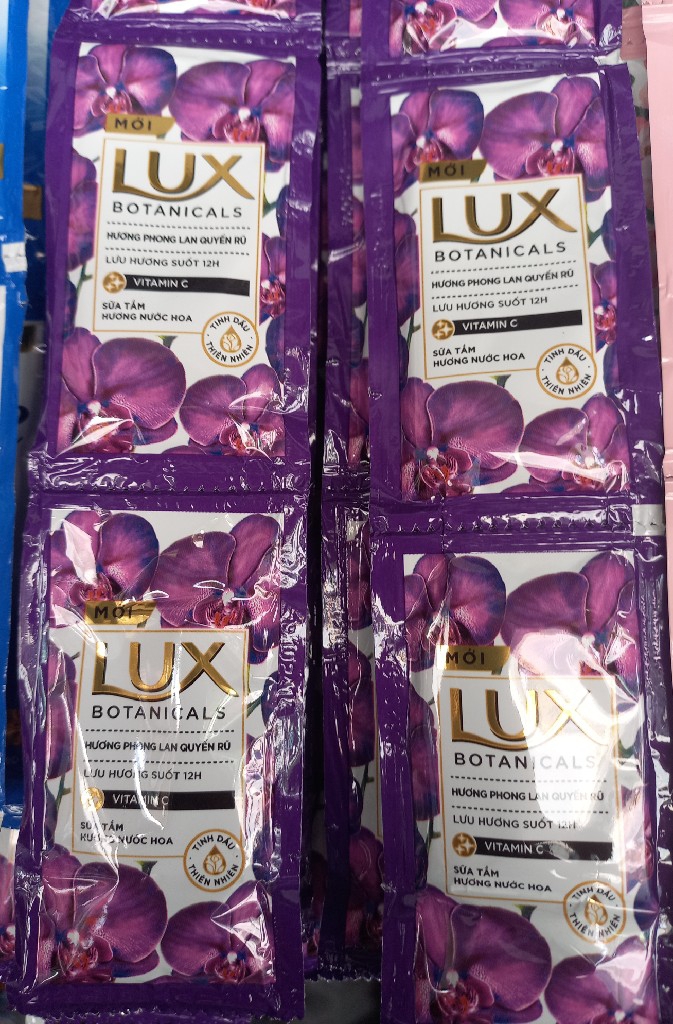 MỚI
LUX
BOTANICALS
HƯƠNG PHONG LAN QUYẾN RŨ
LƯU HƯƠNG SUỐT 12H
VITAMIN C
SỮA TẮM
HƯƠNG NƯỚC HOA
TINH DẦU
THIÊN NHIÊN
MỚI
LUX
BOTANICALS
HƯƠNG PHONG LAN QUYẾN RŨ
LƯU HƯƠNG SUỐT 12H
VITAMIN C
SỮA TẮM
HƯƠNG NƯỚC HOA
TINH DẦU
THIÊN NHIÊN
MỚI
LUX
BOTANICALS
HƯƠNG PHONG LAN QUYẾN RŨ
LƯU HƯƠNG SUỐT 12H
VITAMIN C
SỮA TẮM
HƯƠNG NƯỚC HOA
TINH DẦU
THIÊN NHIÊN
MỚI
LUX
BOTANICALS
HƯƠNG PHONG LAN QUYẾN RŨ
LƯU HƯƠNG SUỐT 12H
VITAMIN C
SỮA TẮM
HƯƠNG NƯỚC HOA
TINH DẦU
THIÊN NHIÊN